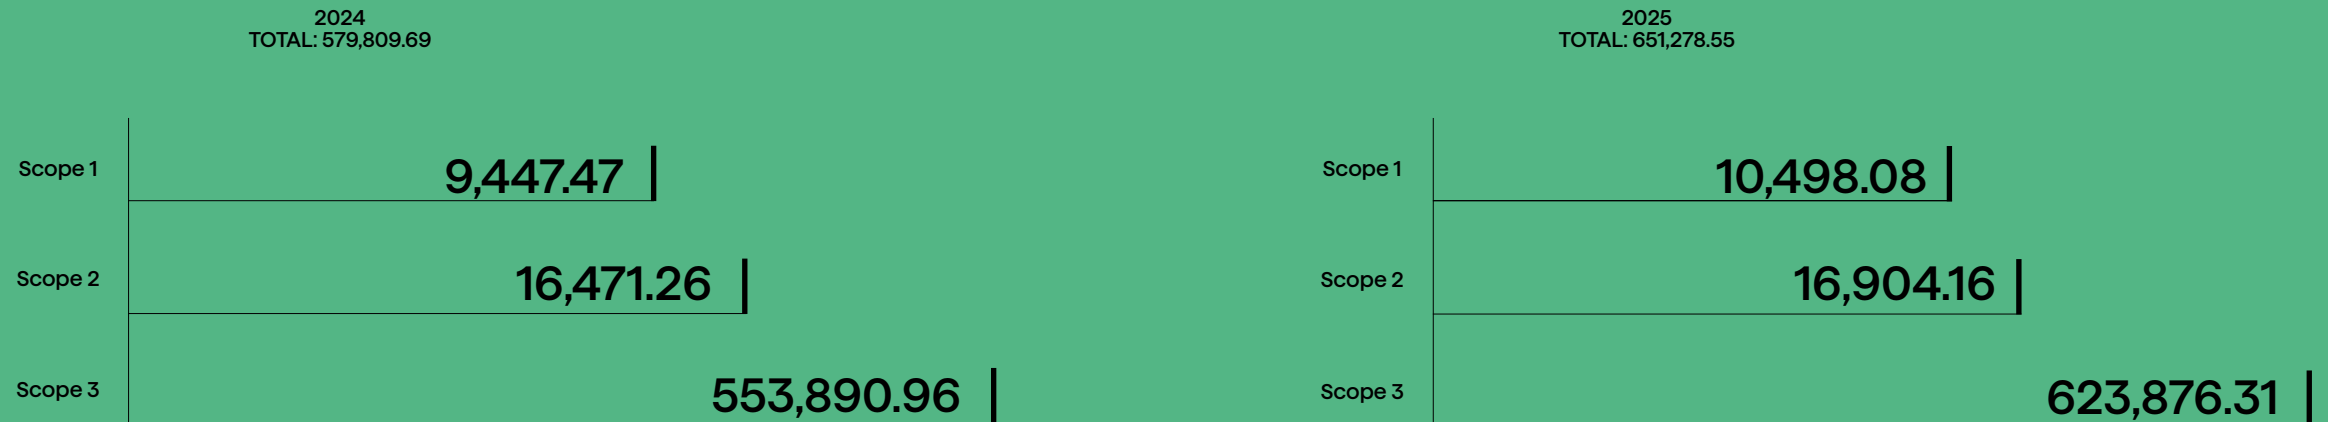 2024
TOTAL: 579,809.69
Scope 1
9,447.47
Scope 2
16,471.26
Scope 3
553,890.96
2025
TOTAL: 651,278.55
Scope 1
10,498.08
Scope 2
16,904.16
Scope 3
623,876.31